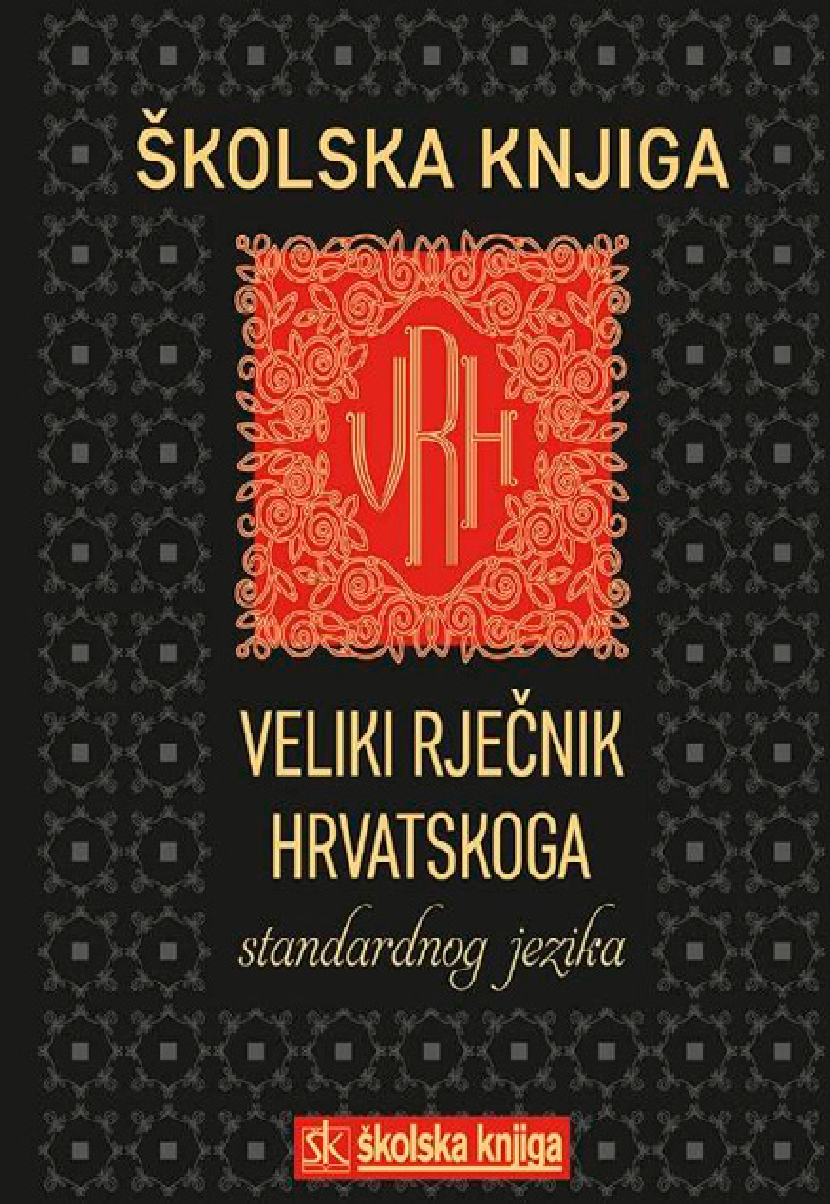 ŠKOLSKA KNJIGA
VRH
VELIKI RJEČNIK
HRVATSKOGA
standardnog jezika
šk školska knjiga